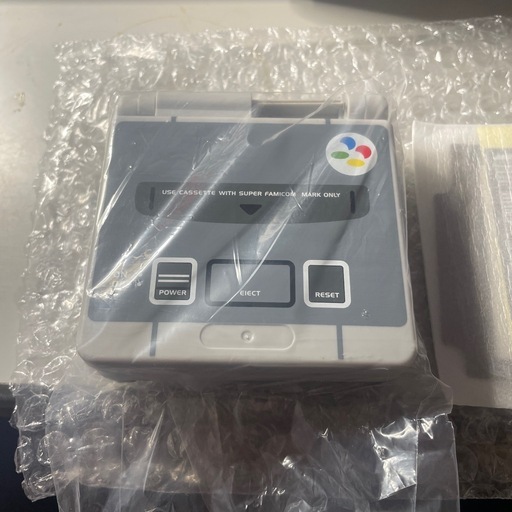 USE CASSETTE WITH SUPER FAMICOM MARK ONLY
POWER
EJECT
RESET